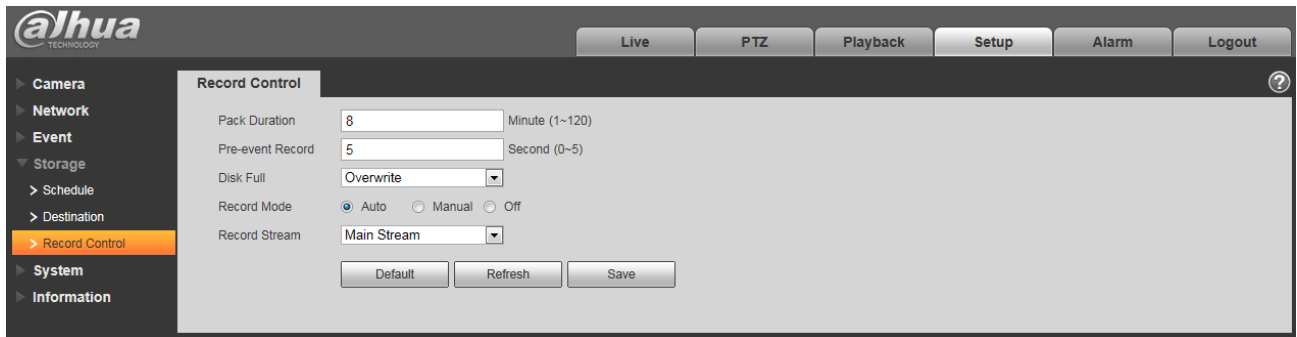 alhua
TECHNOLOGY
Live PTZ Playback Setup Alarm Logout
Camera
Network
Event
Storage
> Schedule
> Destination
> Record Control
System
Information
Record Control
?
Pack Duration 8 Minute (1~120)
Pre-event Record 5 Second (0~5)
Disk Full Overwrite
Record Mode Auto Manual Off
Record Stream Main Stream
Default Refresh Save